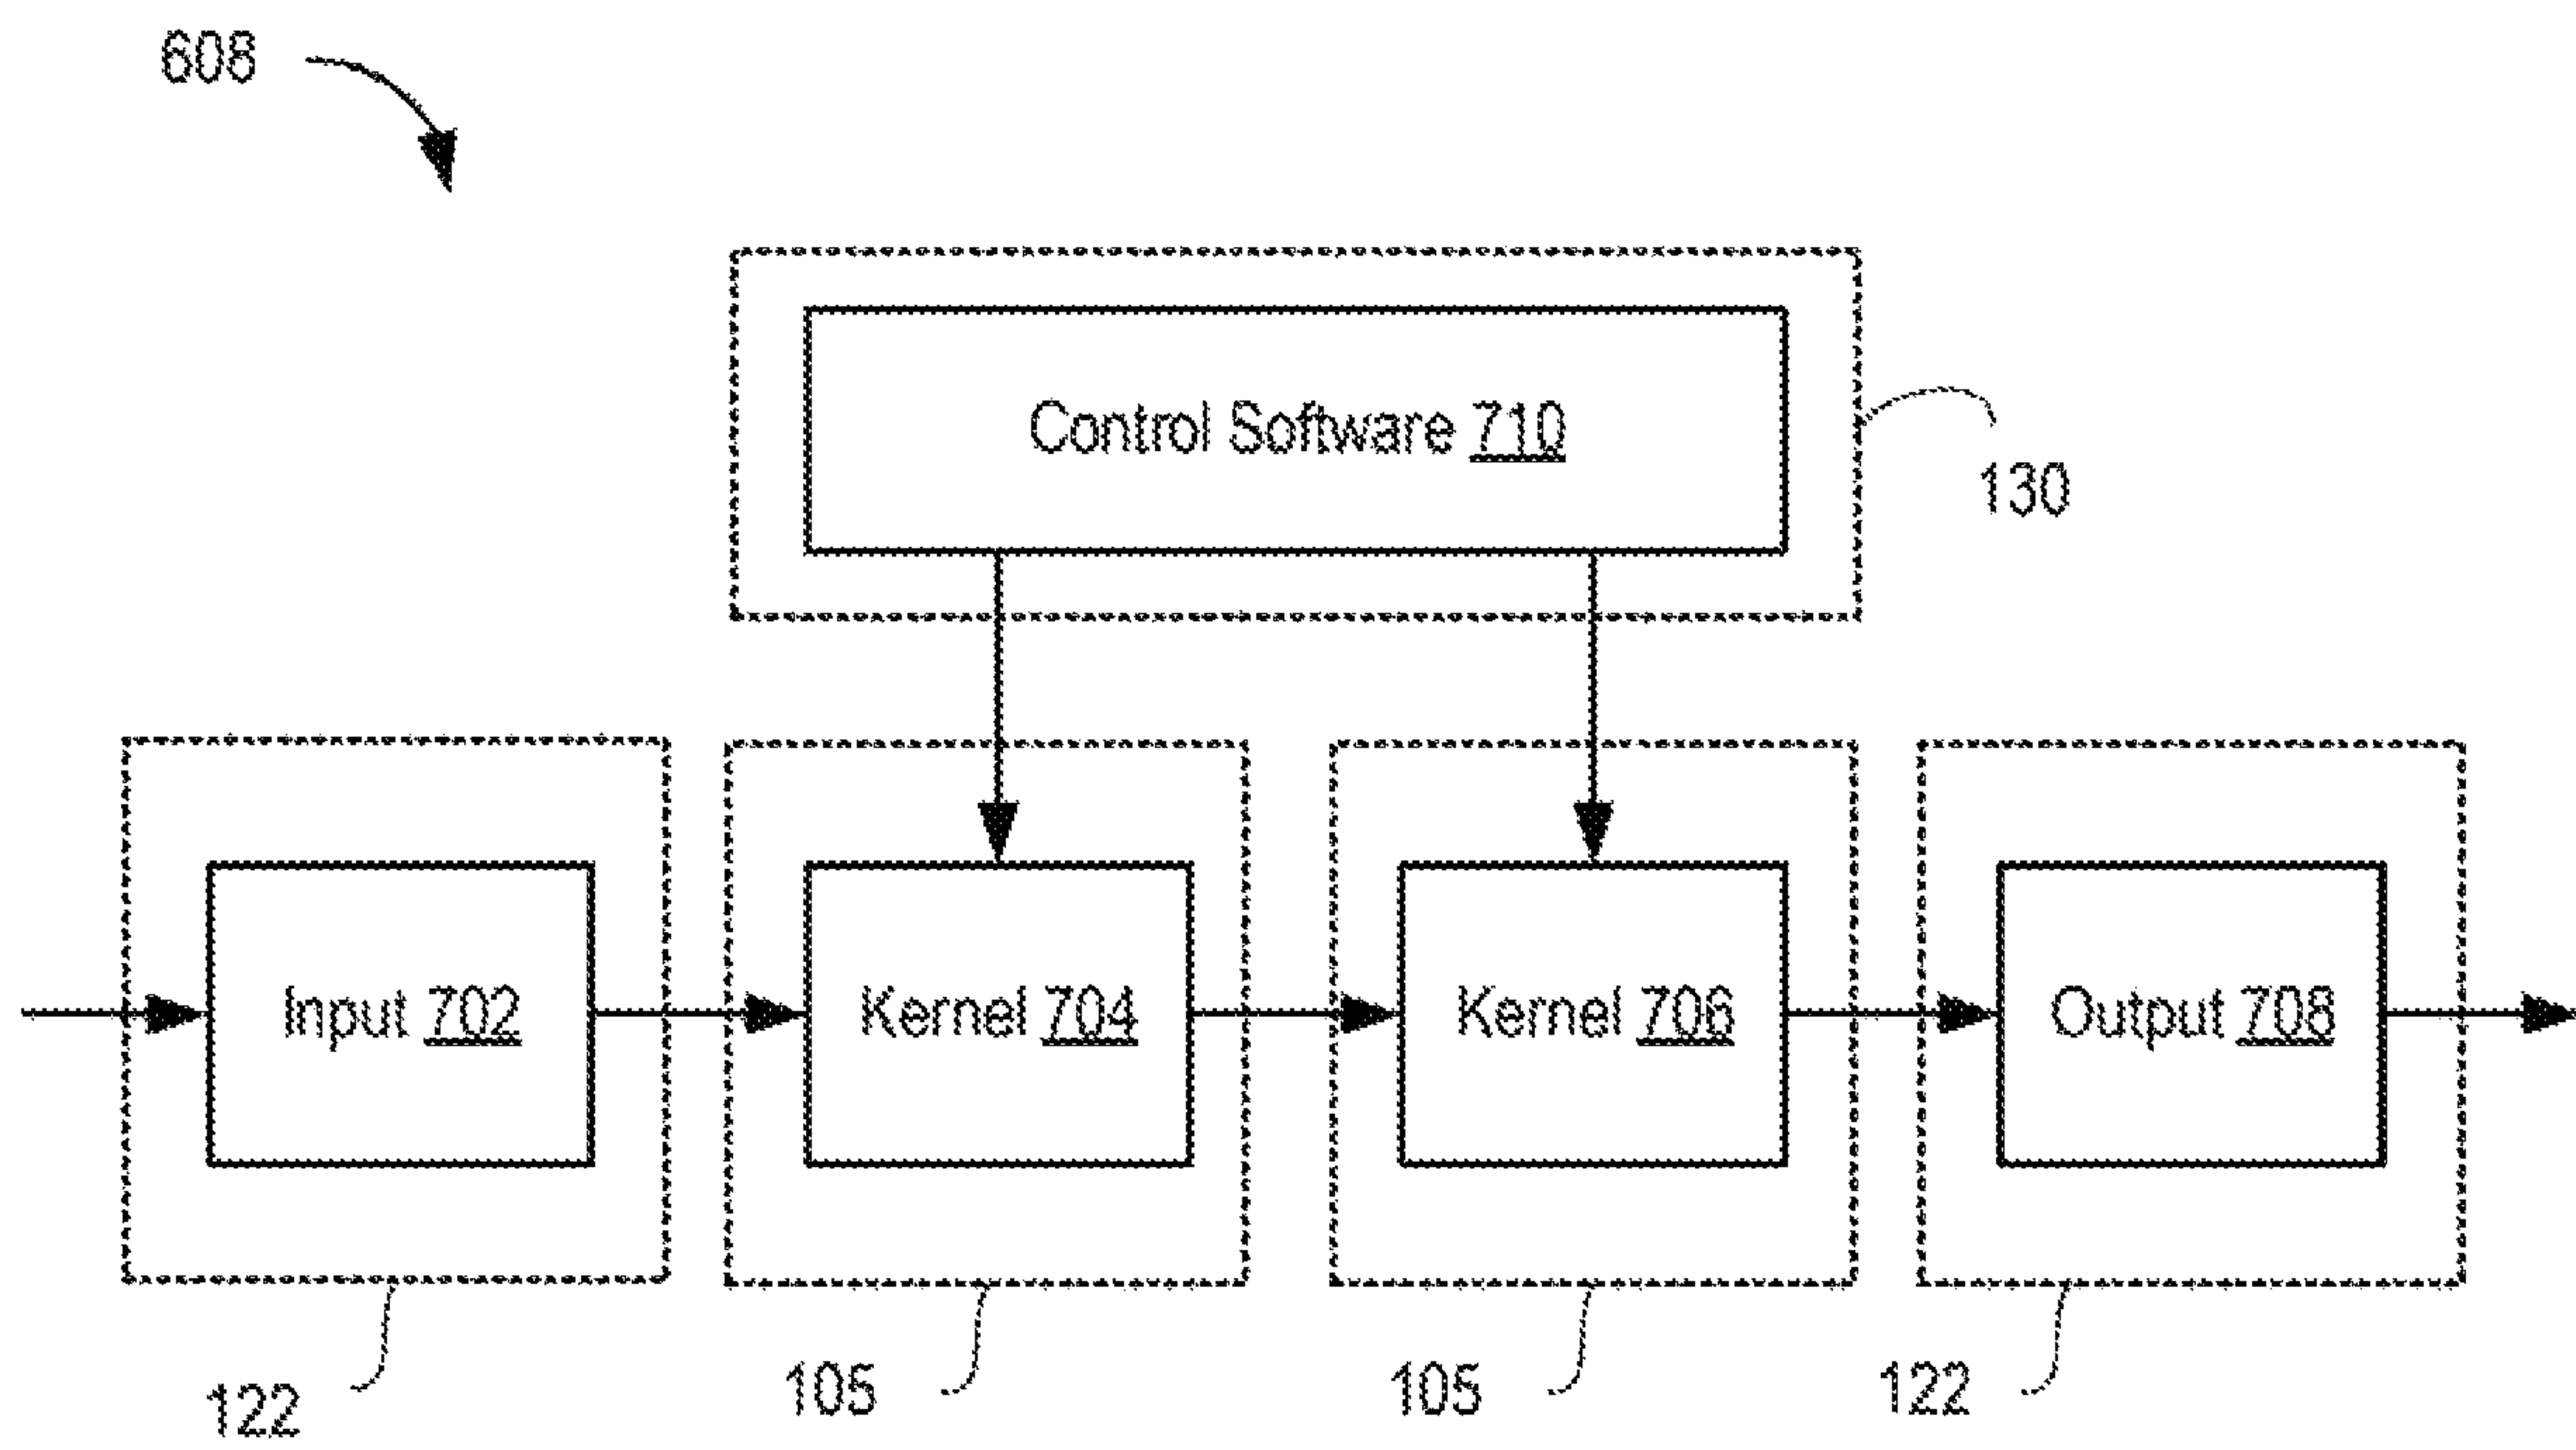 608
Control Software 710
130
Input 702
Kernel 704
Kernel 706
Output 708
122
105
105
122